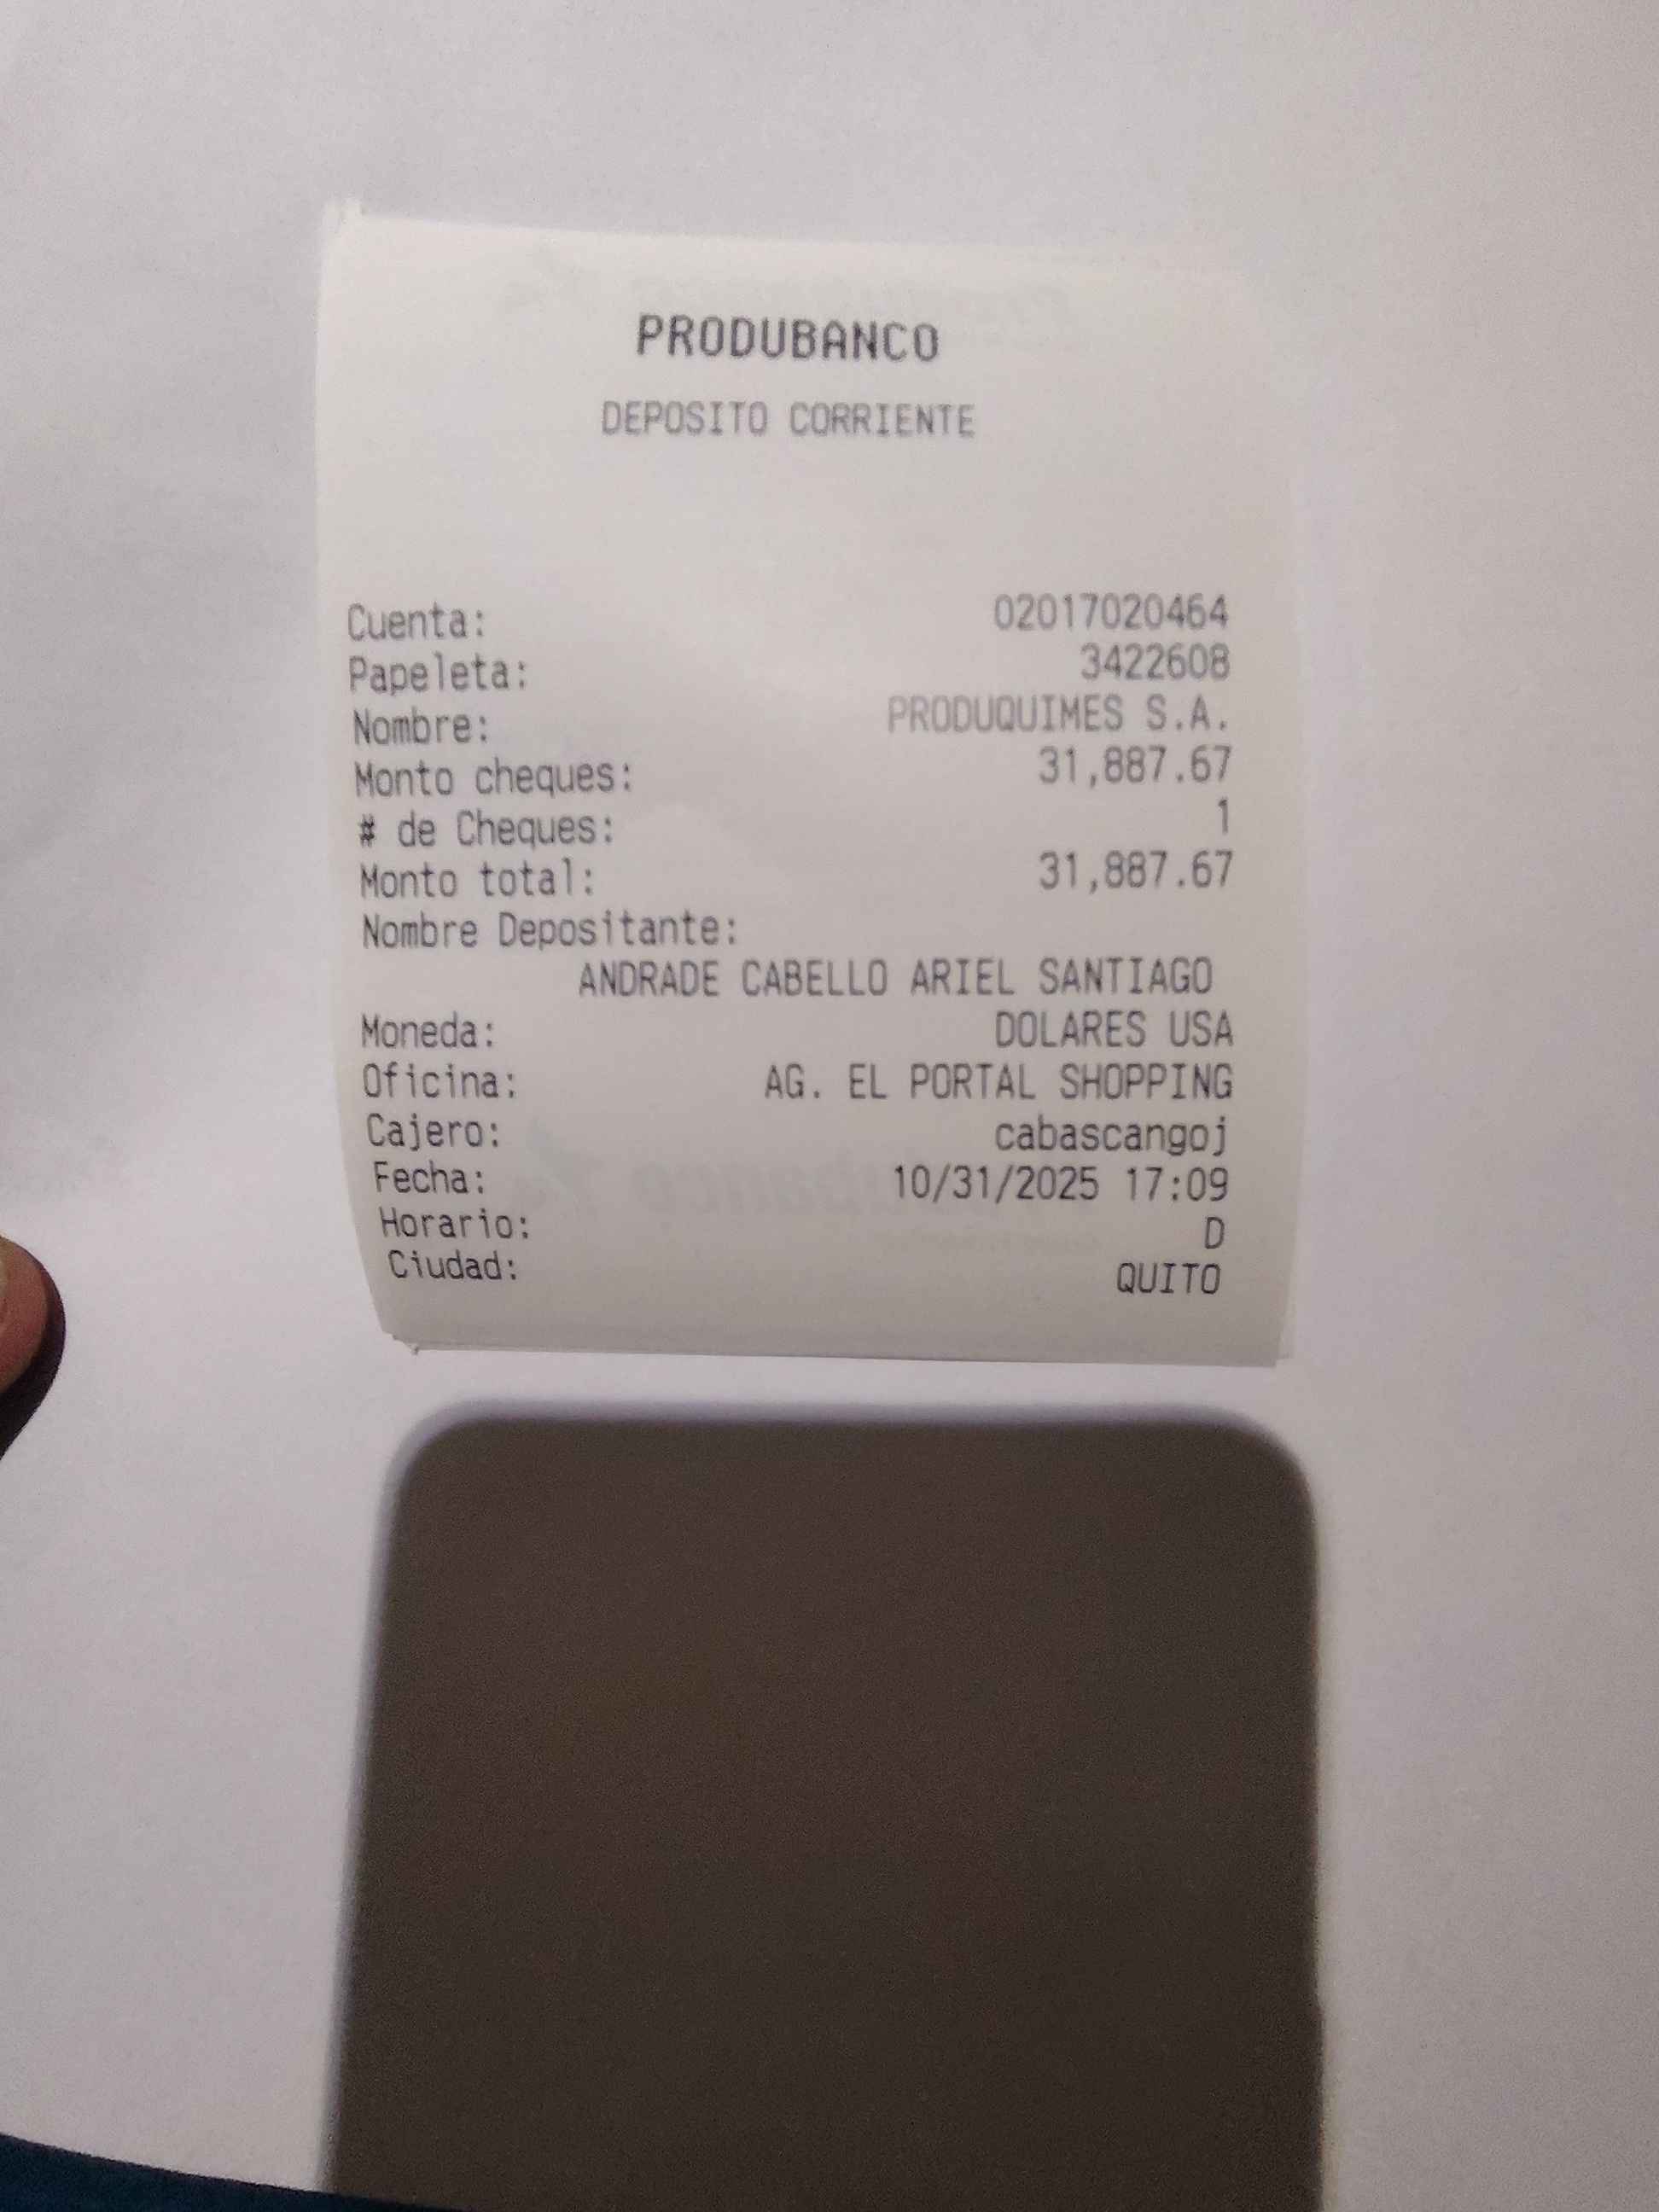 PRODUBANCO
DEPOSITO CORRIENTE
Cuenta: 02017020464
Papeleta: 3422608
Nombre: PRODUQUIMES S.A.
Monto cheques: 31,887.67
# de Cheques: 1
Monto total: 31,887.67
Nombre Depositante:
ANDRADE CABELLO ARIEL SANTIAGO
Moneda: DOLARES USA
Oficina: AG. EL PORTAL SHOPPING
Cajero: cabascangoj
Fecha: 10/31/2025 17:09
Horario: D
Ciudad: QUITO